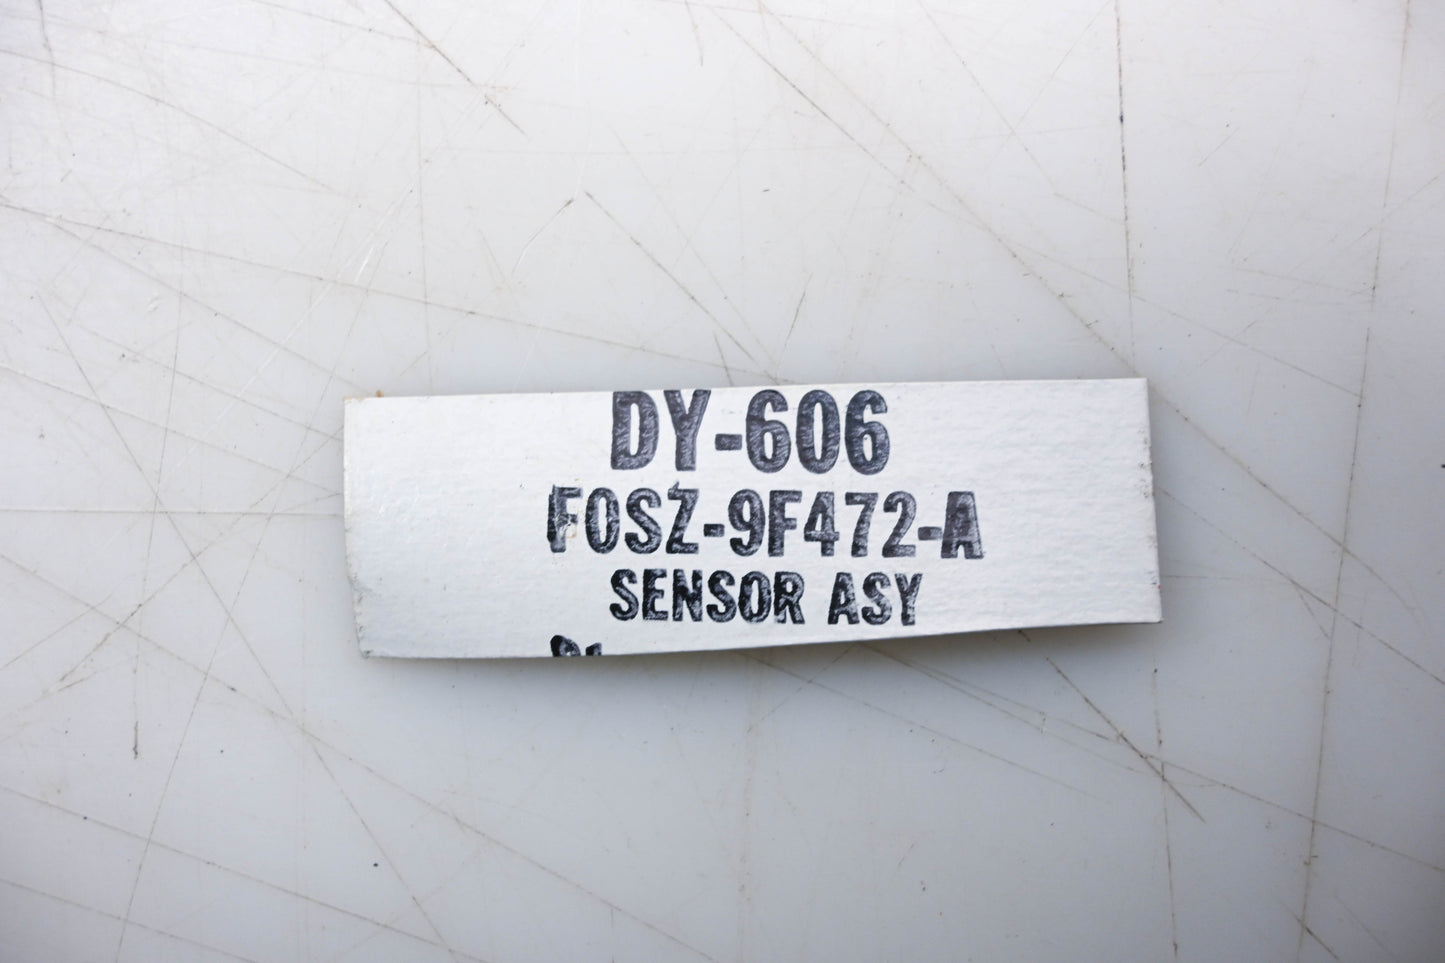 DY-606
F0SZ-9F472-A
SENSOR ASY